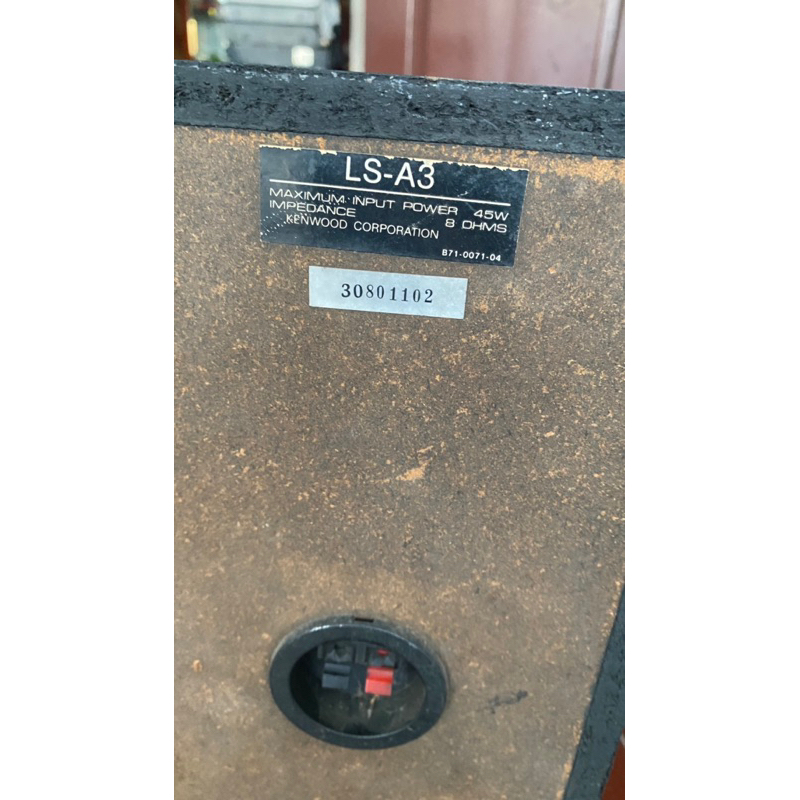 LS-A3
MAXIMUM INPUT POWER 45W
IMPEDANCE 8 OHMS
KENWOOD CORPORATION
B71-0071-04
30801102